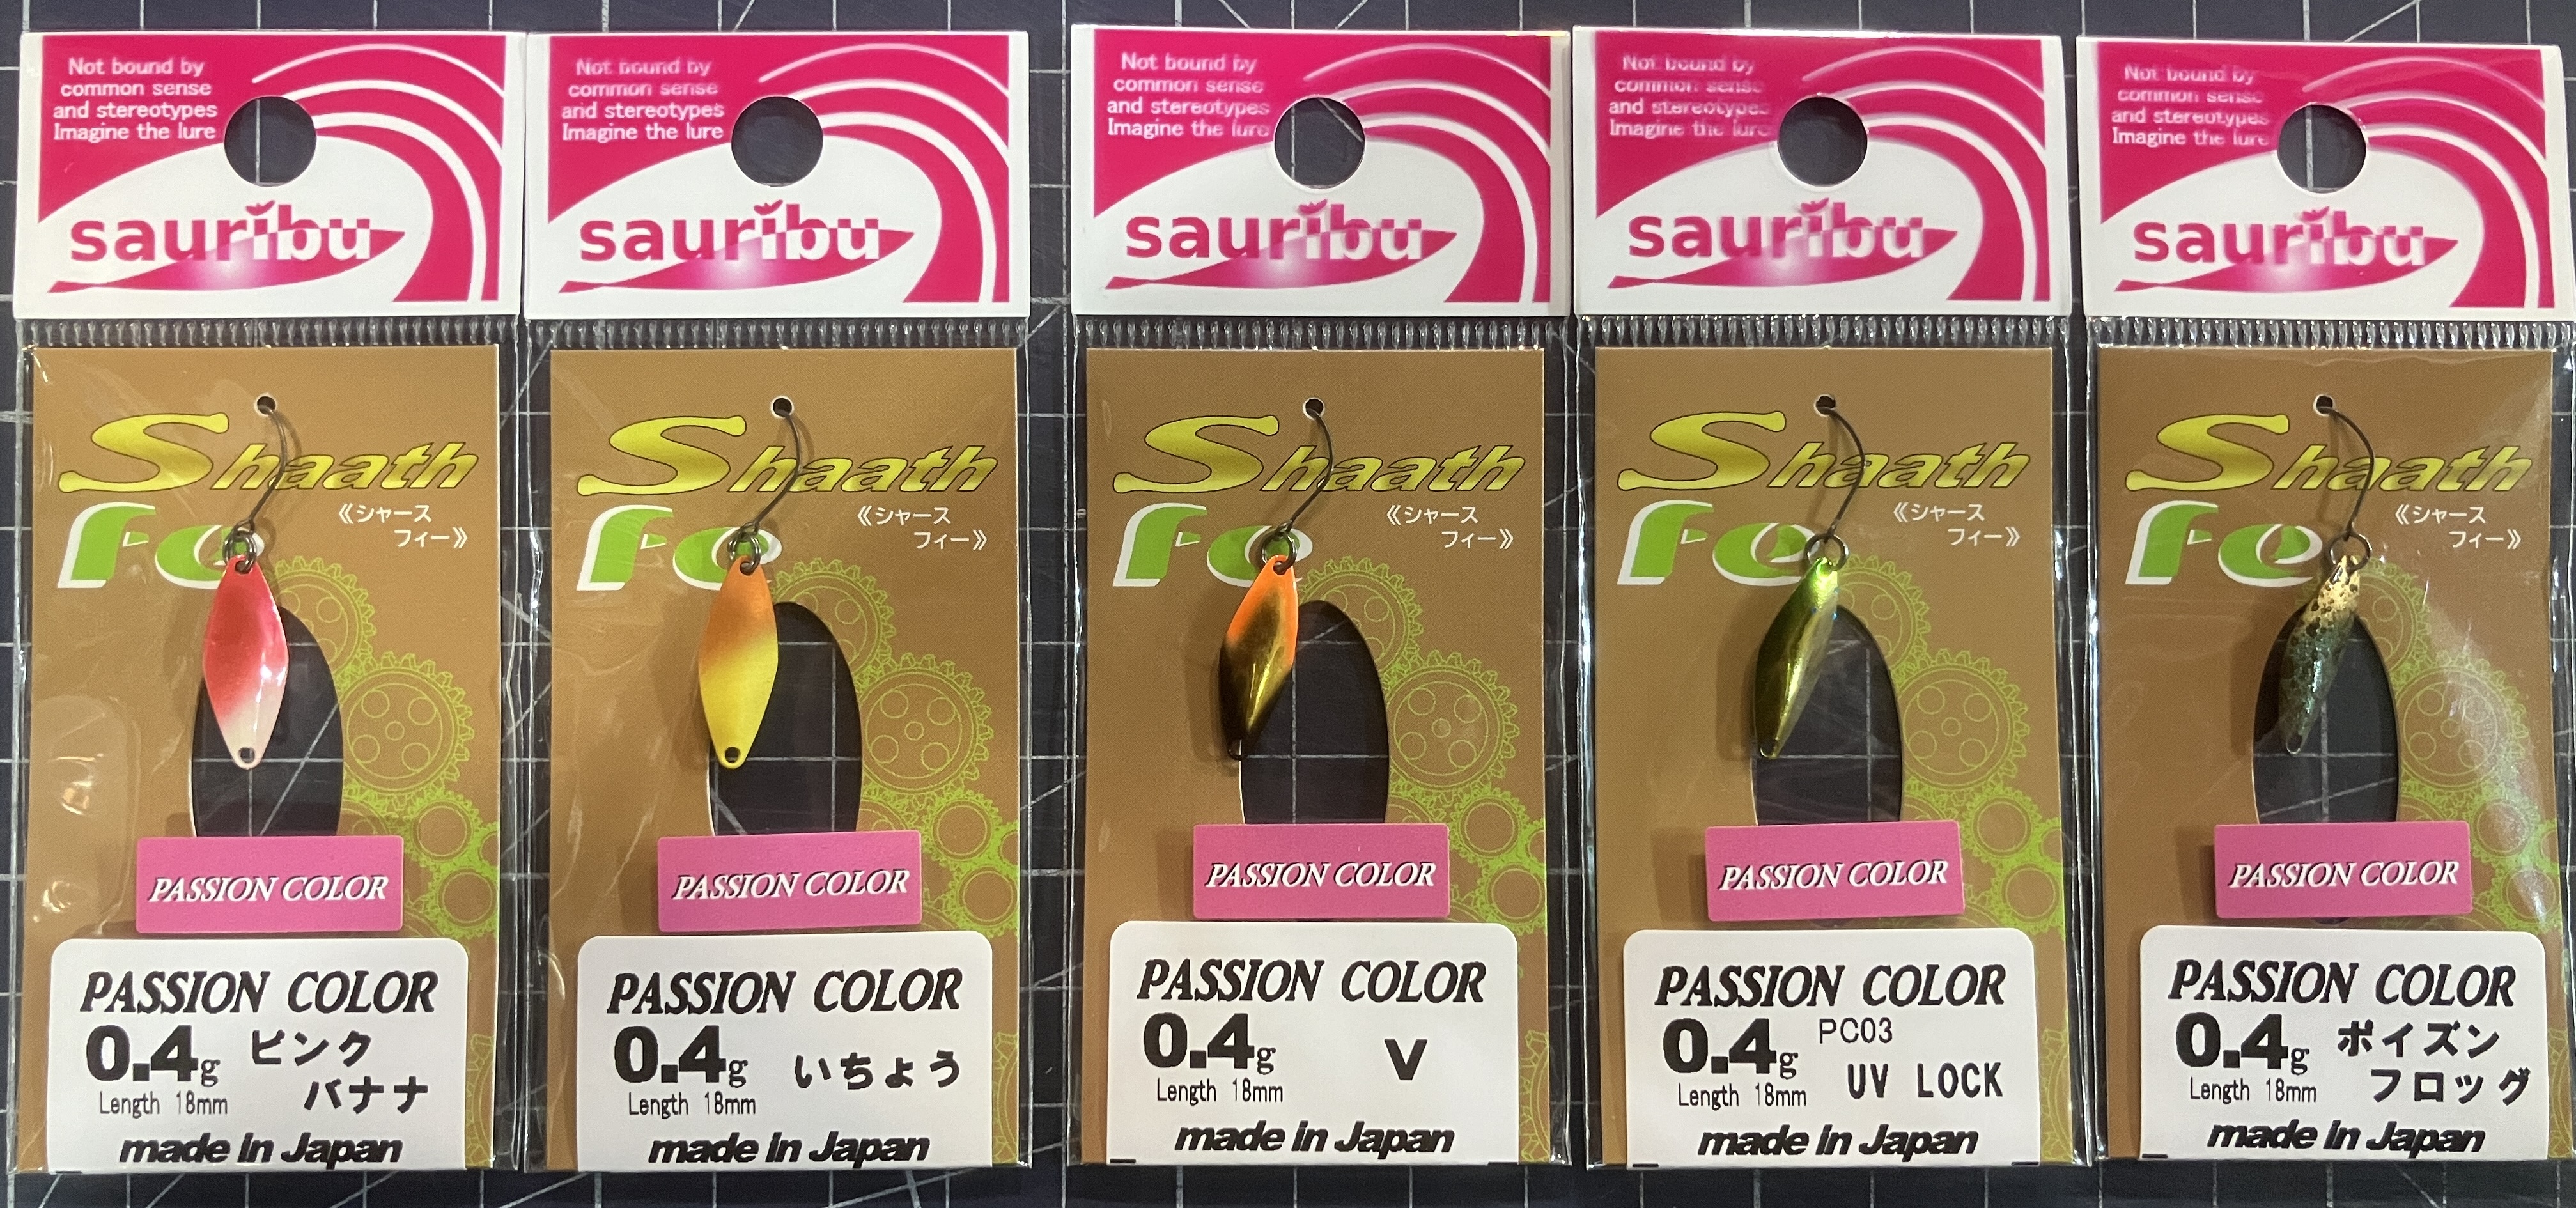 Not bound by
common sense
and stereotypes
Imagine the lure
sauribu
Shaath
Fe
《シャース
フィー》
PASSION COLOR
PASSION COLOR
0.4g ピンク
バナナ
Length 18mm
made in Japan
Not bound by
common sense
and stereotypes
Imagine the lure
sauribu
Shaath
Fe
《シャース
フィー》
PASSION COLOR
PASSION COLOR
0.4g いちょう
Length 18mm
made in Japan
Not bound by
common sense
and stereotypes
Imagine the lure
sauribu
Shaath
Fe
《シャース
フィー》
PASSION COLOR
PASSION COLOR
0.4g V
Length 18mm
made in Japan
Not bound by
common sense
and stereotypes
Imagine the lure
sauribu
Shaath
Fe
《シャース
フィー》
PASSION COLOR
PASSION COLOR
0.4g PC03
UV LOCK
Length 18mm
made in Japan
Not bound by
common sense
and stereotypes
Imagine the lure
sauribu
Shaath
Fe
《シャース
フィー》
PASSION COLOR
PASSION COLOR
0.4g ポイズン
フロッグ
Length 18mm
made in Japan